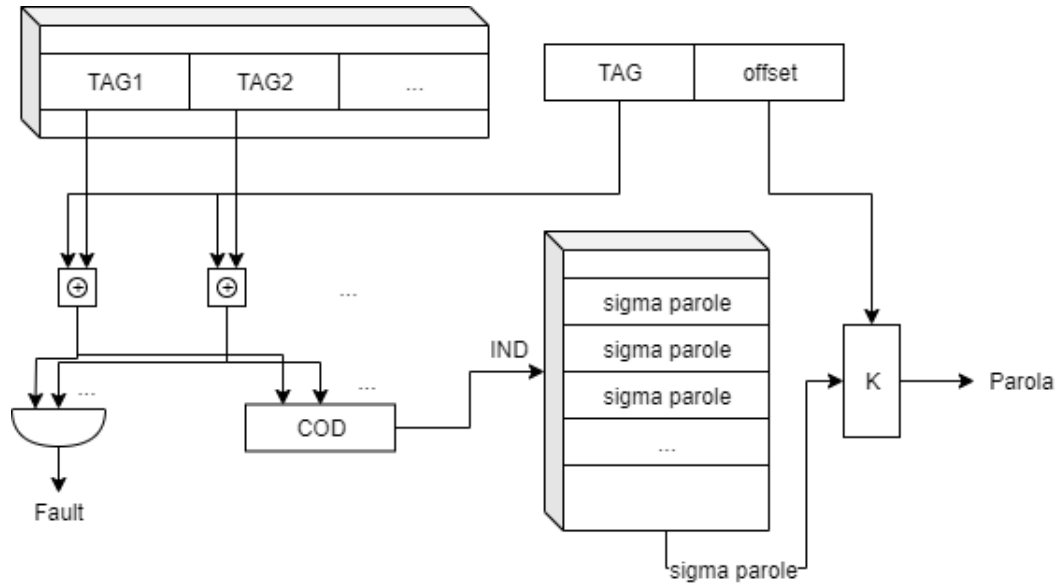 TAG1 TAG2 ...
TAG offset
...
IND
sigma parole
sigma parole
sigma parole
...
...
...
COD
K
Parola
Fault
sigma parole